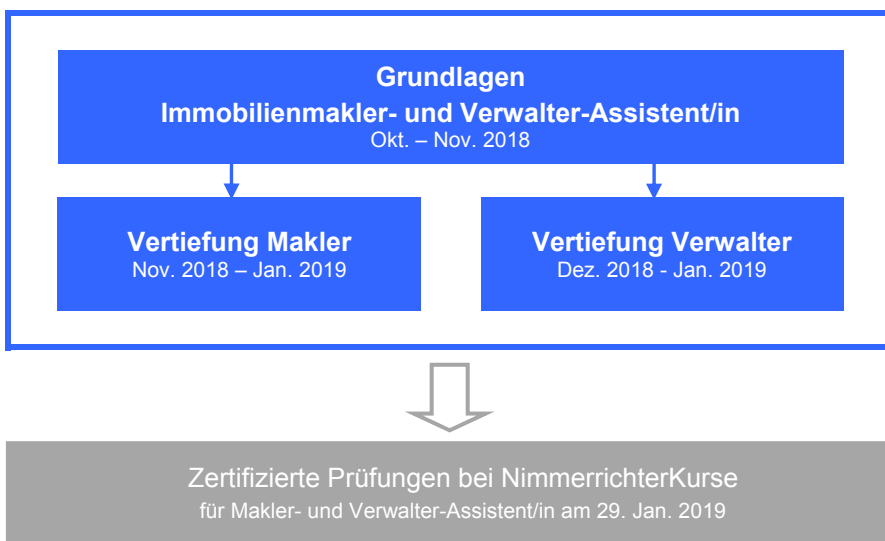 Grundlagen
Immobilienmakler- und Verwalter-Assistent/in
Okt. – Nov. 2018
Vertiefung Makler
Nov. 2018 – Jan. 2019
Vertiefung Verwalter
Dez. 2018 - Jan. 2019
Zertifizierte Prüfungen bei NimmerrichterKurse
für Makler- und Verwalter-Assistent/in am 29. Jan. 2019